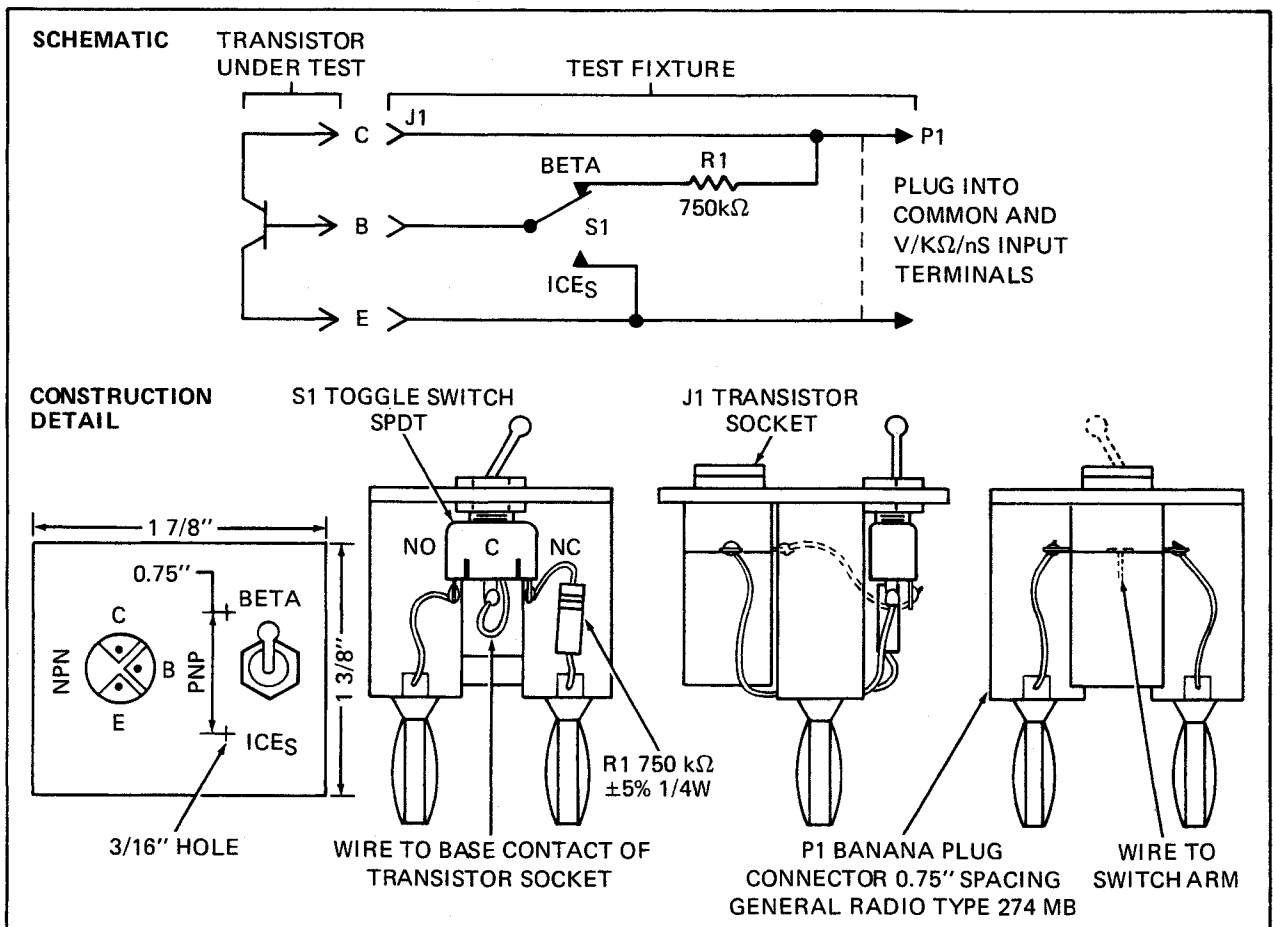 SCHEMATIC
TRANSISTOR
UNDER TEST
TEST FIXTURE
C
J1
P1
BETA
R1
750kΩ
B
S1
ICES
E
PLUG INTO
COMMON AND
V/KΩ/nS INPUT
TERMINALS
CONSTRUCTION
DETAIL
S1 TOGGLE SWITCH
SPDT
J1 TRANSISTOR
SOCKET
1 7/8"
0.75"
BETA
C
NPN
B
PNP
E
ICES
1 3/8"
3/16" HOLE
NO
C
NC
R1 750 kΩ
±5% 1/4W
WIRE TO BASE CONTACT OF
TRANSISTOR SOCKET
P1 BANANA PLUG
CONNECTOR 0.75" SPACING
GENERAL RADIO TYPE 274 MB
WIRE TO
SWITCH ARM